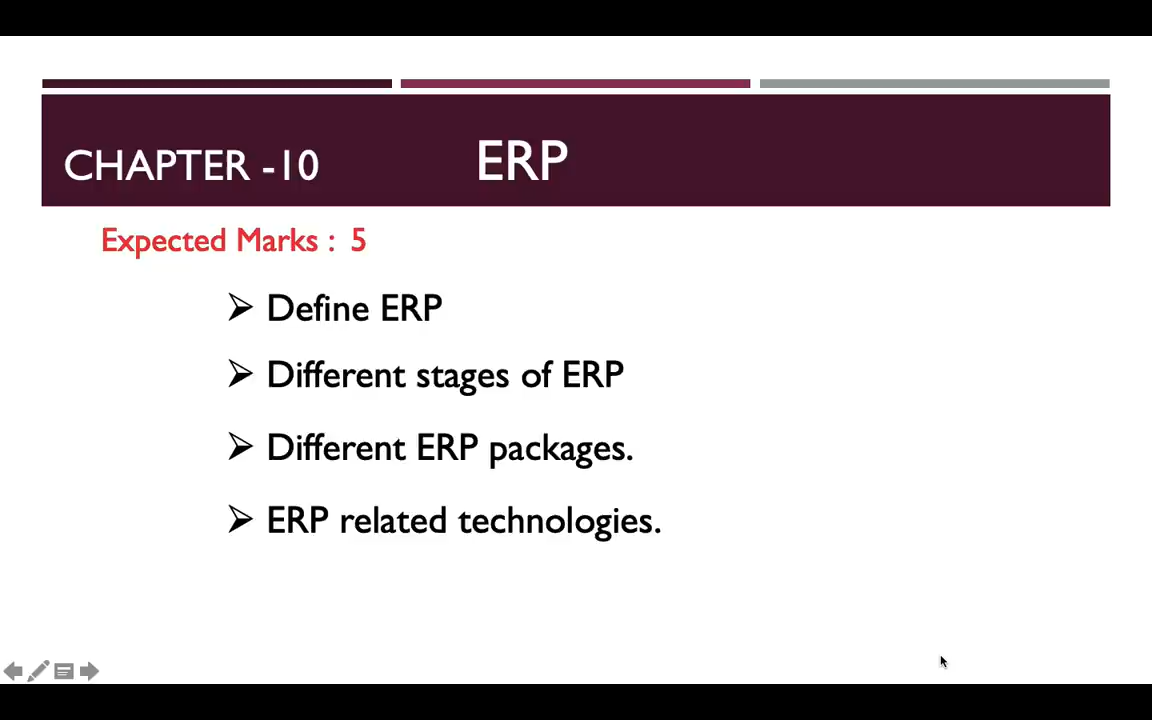 CHAPTER -10 ERP
Expected Marks : 5
➢ Define ERP
➢ Different stages of ERP
➢ Different ERP packages.
➢ ERP related technologies.